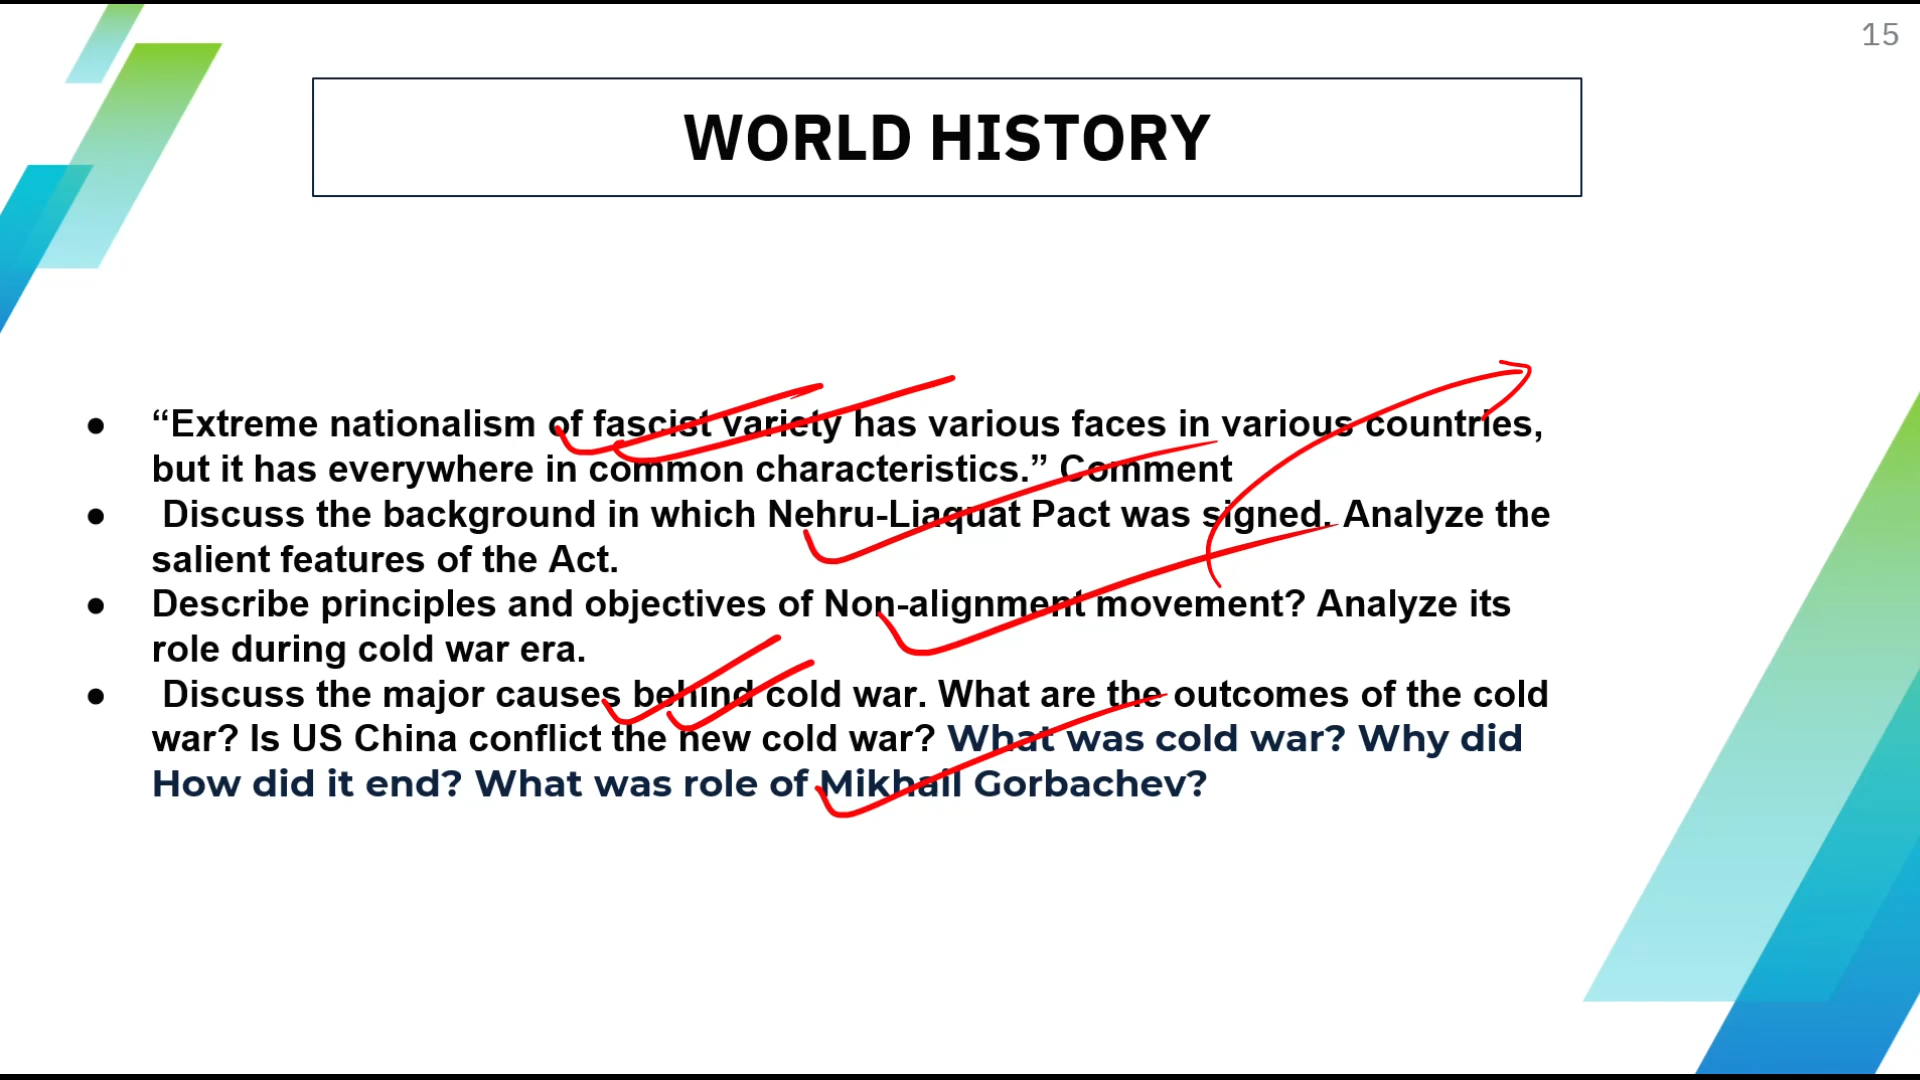 15
WORLD HISTORY
● “Extreme nationalism of fascist variety has various faces in various countries,
but it has everywhere in common characteristics.” Comment
● Discuss the background in which Nehru-Liaquat Pact was signed. Analyze the
salient features of the Act.
● Describe principles and objectives of Non-alignment movement? Analyze its
role during cold war era.
● Discuss the major causes behind cold war. What are the outcomes of the cold
war? Is US China conflict the new cold war? What was cold war? Why did
How did it end? What was role of Mikhail Gorbachev?